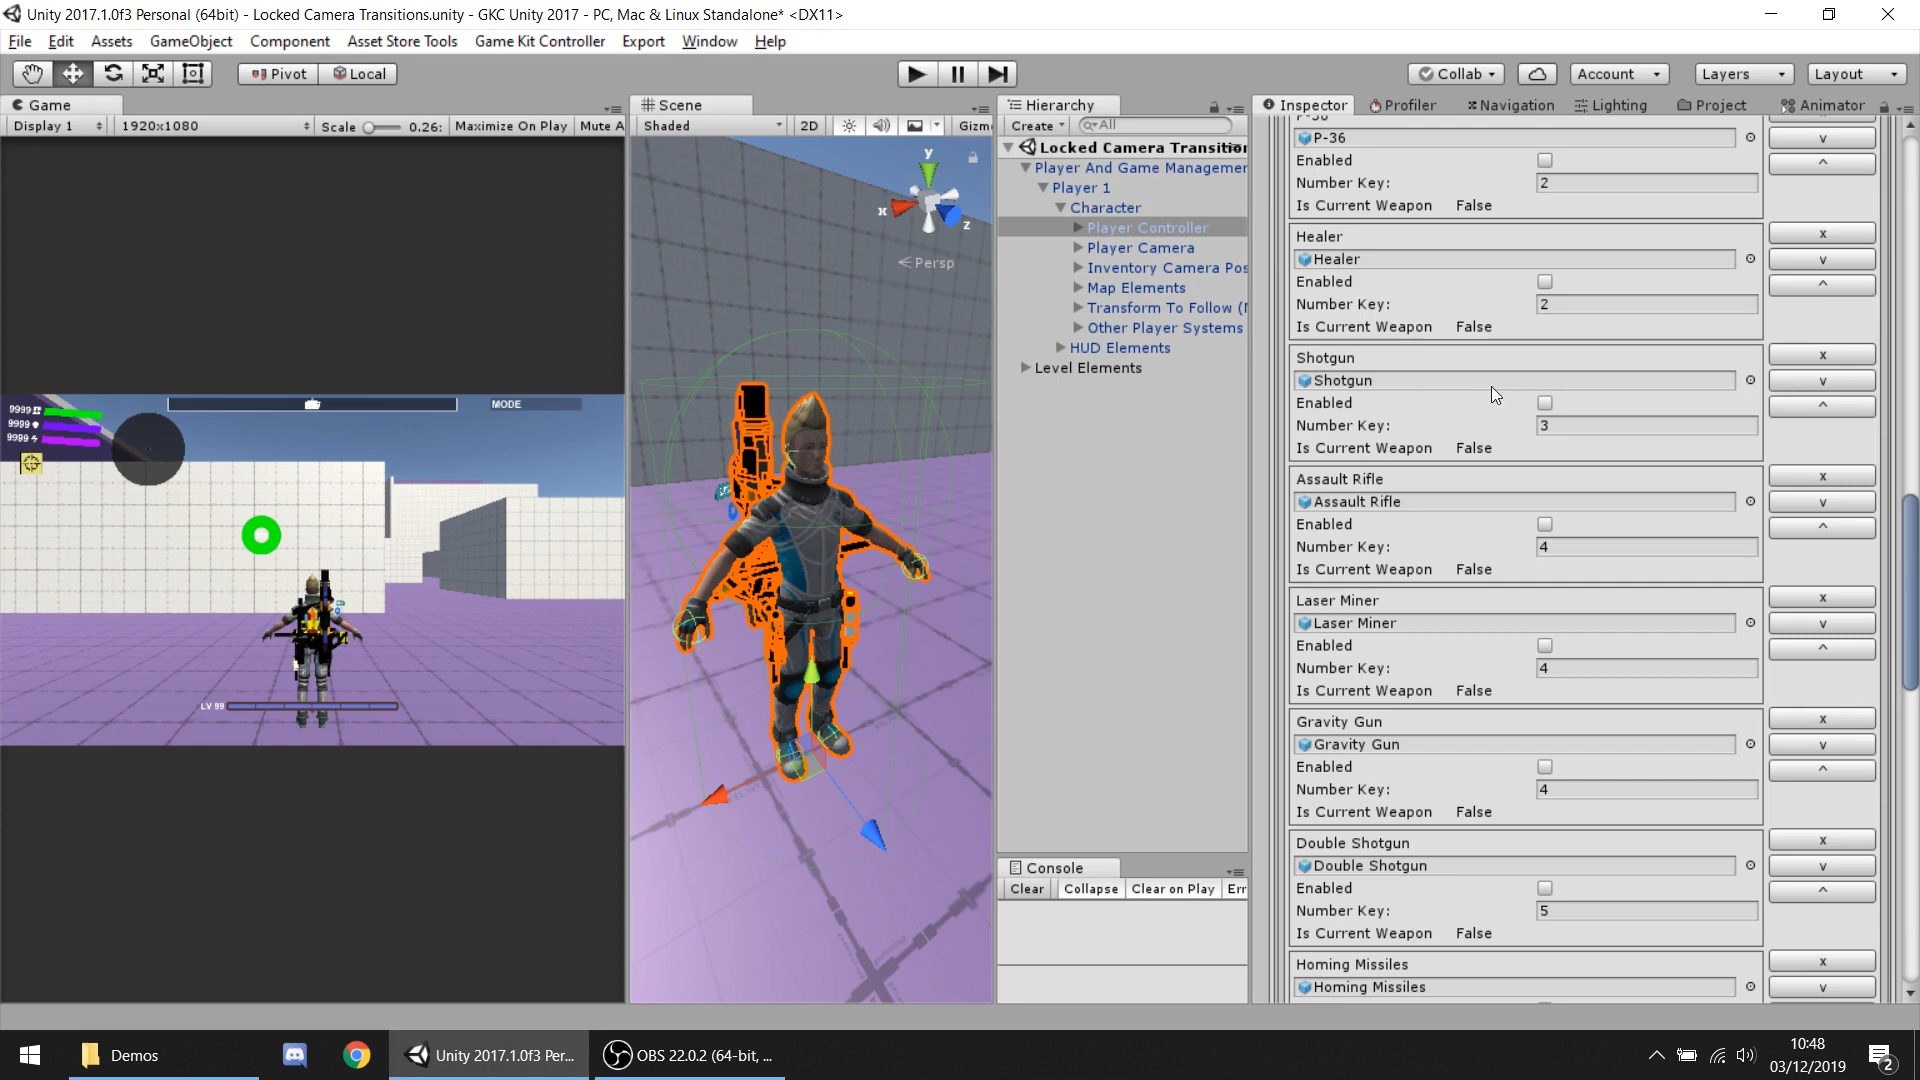 Unity 2017.1.0f3 Personal (64bit) - Locked Camera Transitions.unity - GKC Unity 2017 - PC, Mac & Linux Standalone* <DX11>
File Edit Assets GameObject Component Asset Store Tools Game Kit Controller Export Window Help
Pivot Local Collab Account Layers Layout
Game
Display 1 1920x1080 Scale 0.26: Maximize On Play Mute A
9999
9999
9999
MODE
LV 99
Scene
Shaded 2D Gizm
y
x
z
Persp
Hierarchy
Create All
Locked Camera Transition
Player And Game Managemer
Player 1
Character
Player Controller
Player Camera
Inventory Camera Pos
Map Elements
Transform To Follow (
Other Player Systems
HUD Elements
Level Elements
Console
Clear Collapse Clear on Play Err
Inspector Profiler Navigation Lighting Project Animator
P-36
P-36 v
Enabled ^
Number Key: 2
Is Current Weapon False
Healer x
Healer v
Enabled ^
Number Key: 2
Is Current Weapon False
Shotgun x
Shotgun v
Enabled ^
Number Key: 3
Is Current Weapon False
Assault Rifle x
Assault Rifle v
Enabled ^
Number Key: 4
Is Current Weapon False
Laser Miner x
Laser Miner v
Enabled ^
Number Key: 4
Is Current Weapon False
Gravity Gun x
Gravity Gun v
Enabled ^
Number Key: 4
Is Current Weapon False
Double Shotgun x
Double Shotgun v
Enabled ^
Number Key: 5
Is Current Weapon False
Homing Missiles x
Homing Missiles v
Demos
Unity 2017.1.0f3 Per...
OBS 22.0.2 (64-bit, ...
10:48
03/12/2019
2